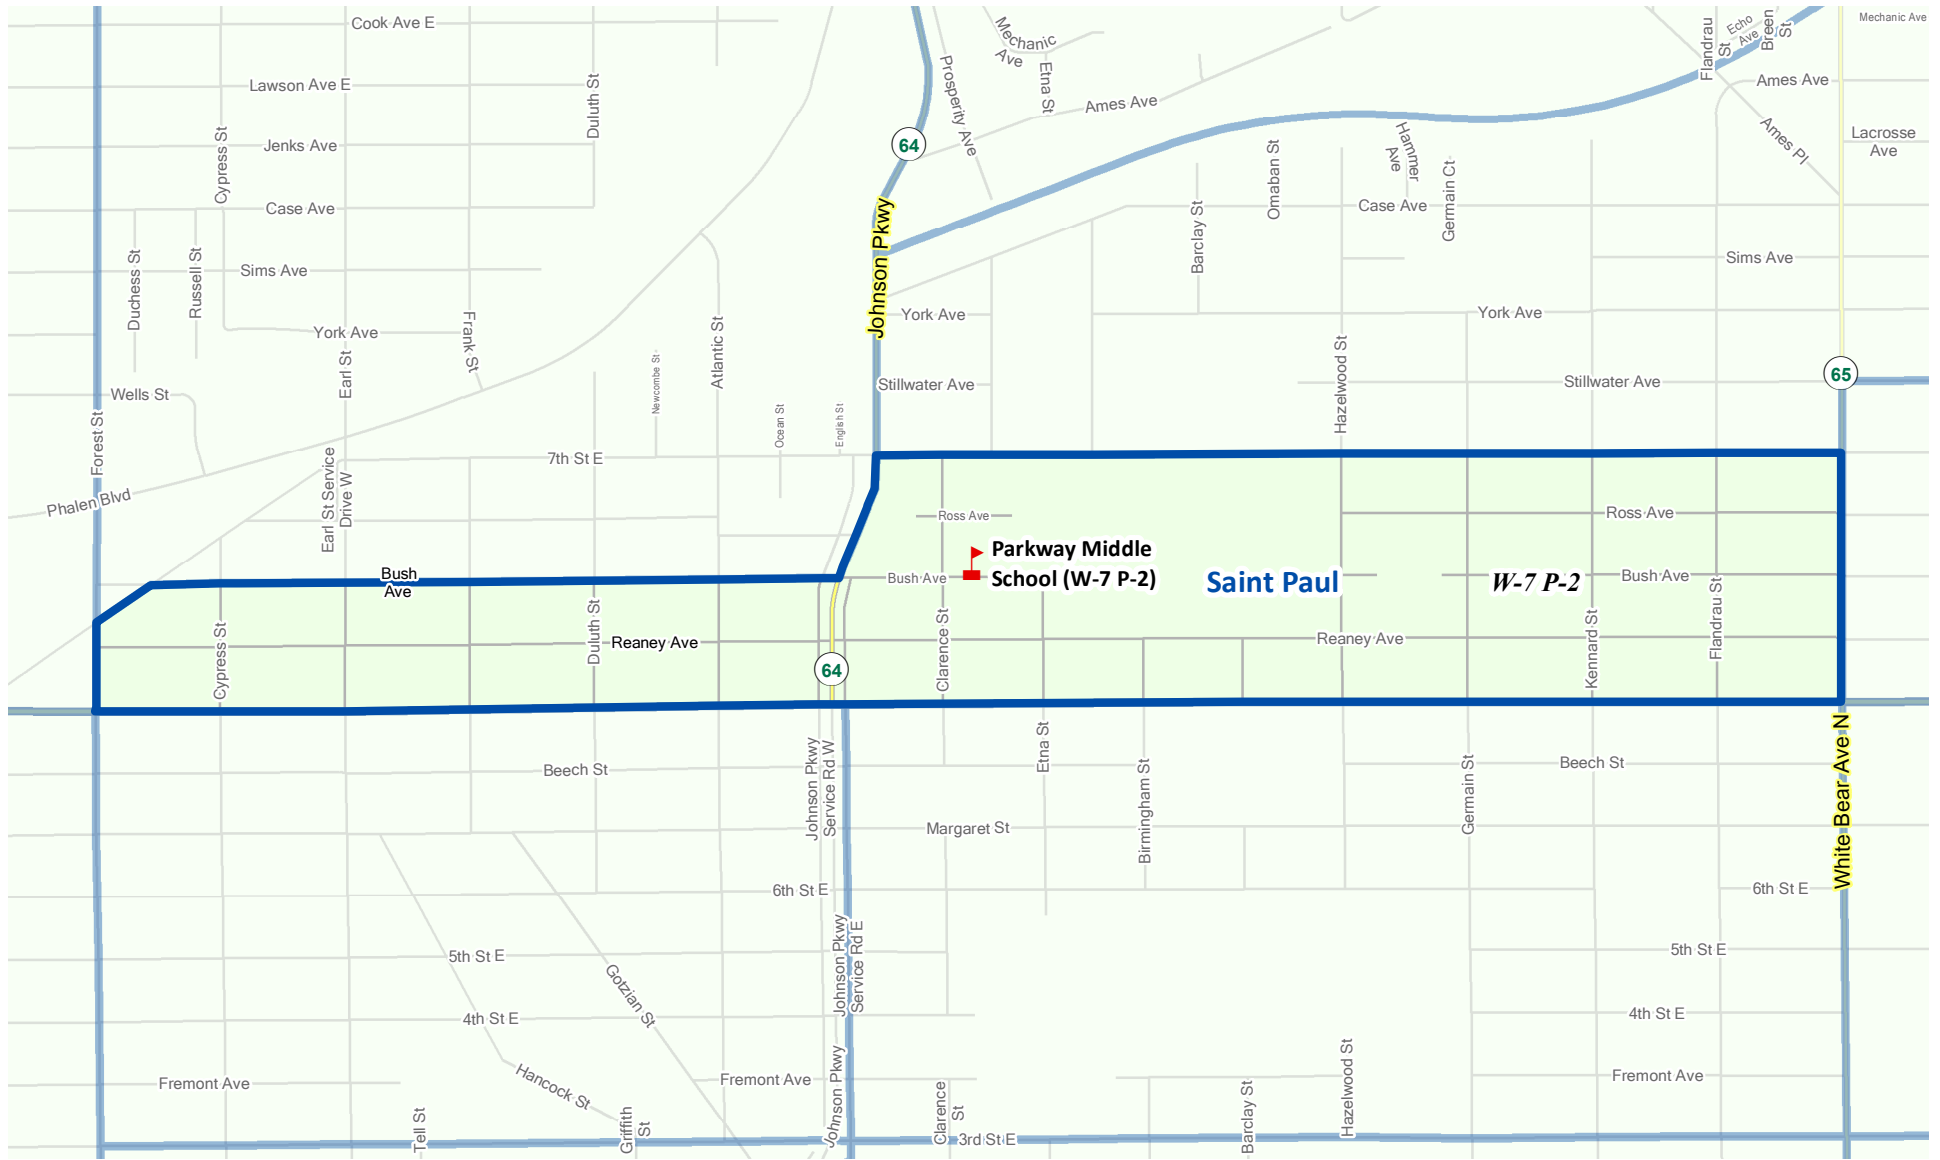 Cook Ave E
Mechanic
Ave
Flandrau
St
Echo
Ave
Breen
St
Mechanic Ave
Lawson Ave E
Duluth St
Prosperity Ave
Etna St
Ames Ave
Ames Ave
Cypress St
Jenks Ave
64
Hammer
Ave
Ames Pl
Lacrosse
Ave
Omaban St
Germain Ct
Case Ave
Case Ave
Johnson Pkwy
Barclay St
Duchess St
Russell St
Sims Ave
Sims Ave
York Ave
Earl St
Frank St
Newcombe St
Atlantic St
York Ave
York Ave
Hazelwood St
Wells St
Forest St
Ocean St
English St
Stillwater Ave
Stillwater Ave
65
7th St E
Phalen Blvd
Earl St Service
Drive W
Ross Ave
Ross Ave
Parkway Middle
School (W-7 P-2)
Bush
Ave
Bush Ave
Saint Paul
W-7 P-2
Bush Ave
Cypress St
Duluth St
Reaney Ave
64
Clarence St
Reaney Ave
Kennard St
Flandrau St
Beech St
Johnson Pkwy
Service Rd W
Etna St
Birmingham St
Germain St
Beech St
White Bear Ave N
Margaret St
6th St E
6th St E
5th St E
Gotzian St
Johnson Pkwy
Service Rd E
5th St E
4th St E
4th St E
Fremont Ave
Hancock St
Fremont Ave
Fremont Ave
Tell St
Griffith
St
Johnson Pkwy
Clarence
St
3rd St E
Barclay St
Hazelwood St